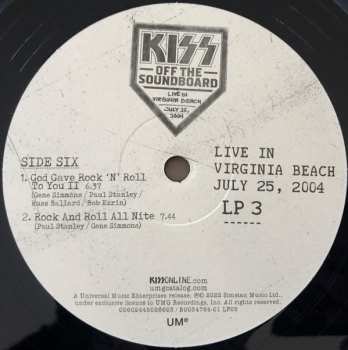 KISS
OFF THE
SOUNDBOARD
LIVE IN
VIRGINIA BEACH
JULY 25,
2004
SIDE SIX
1. God Gave Rock 'N' Roll
To You II 6.37
(Gene Simmons / Paul Stanley /
Russ Ballard / Bob Ezrin)
2. Rock And Roll All Nite 7.44
(Paul Stanley / Gene Simmons)
LIVE IN
VIRGINIA BEACH
JULY 25, 2004
LP 3
------
KISSONLINE.com
umgcatalog.com
A Universal Music Enterprises release; ℗© 2022 Simstan Music Ltd.,
under exclusive license to UMG Recordings, Inc. All rights reserved.
UMe